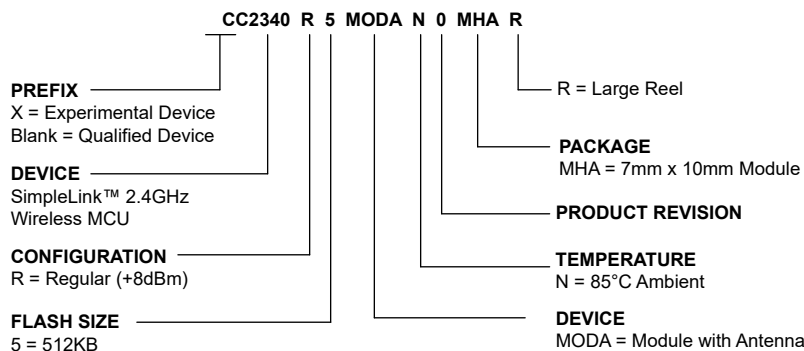 CC2340 R 5 MODA N 0 MHA R
PREFIX
X = Experimental Device
Blank = Qualified Device
DEVICE
SimpleLink™ 2.4GHz
Wireless MCU
CONFIGURATION
R = Regular (+8dBm)
FLASH SIZE
5 = 512KB
R = Large Reel
PACKAGE
MHA = 7mm x 10mm Module
PRODUCT REVISION
TEMPERATURE
N = 85°C Ambient
DEVICE
MODA = Module with Antenna